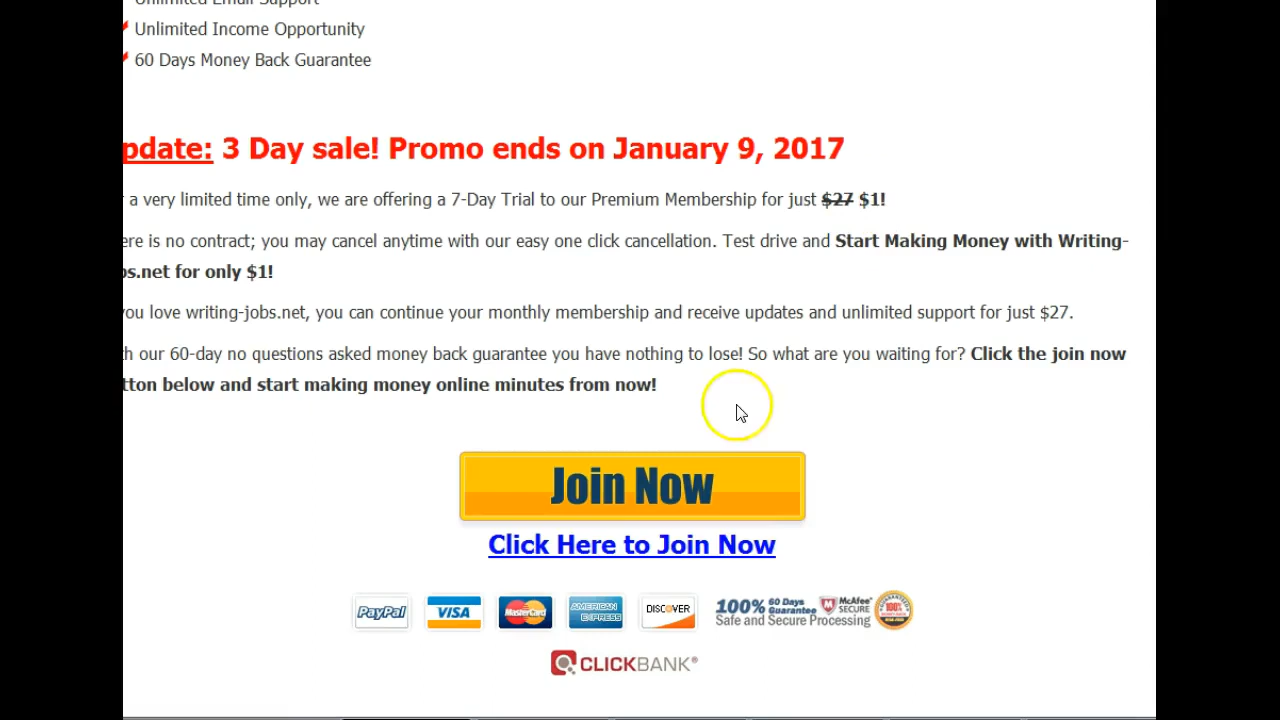 Unlimited Email Support
Unlimited Income Opportunity
60 Days Money Back Guarantee
pdate: 3 Day sale! Promo ends on January 9, 2017
r a very limited time only, we are offering a 7-Day Trial to our Premium Membership for just $27 $1!
ere is no contract; you may cancel anytime with our easy one click cancellation. Test drive and Start Making Money with Writing-
bs.net for only $1!
you love writing-jobs.net, you can continue your monthly membership and receive updates and unlimited support for just $27.
th our 60-day no questions asked money back guarantee you have nothing to lose! So what are you waiting for? Click the join now
tton below and start making money online minutes from now!
Join Now
Click Here to Join Now
PayPal VISA MasterCard AMERICAN EXPRESS DISCOVER 100% 60 Days Guarantee McAfee SECURE 100%
Safe and Secure Processing
CLICKBANK®